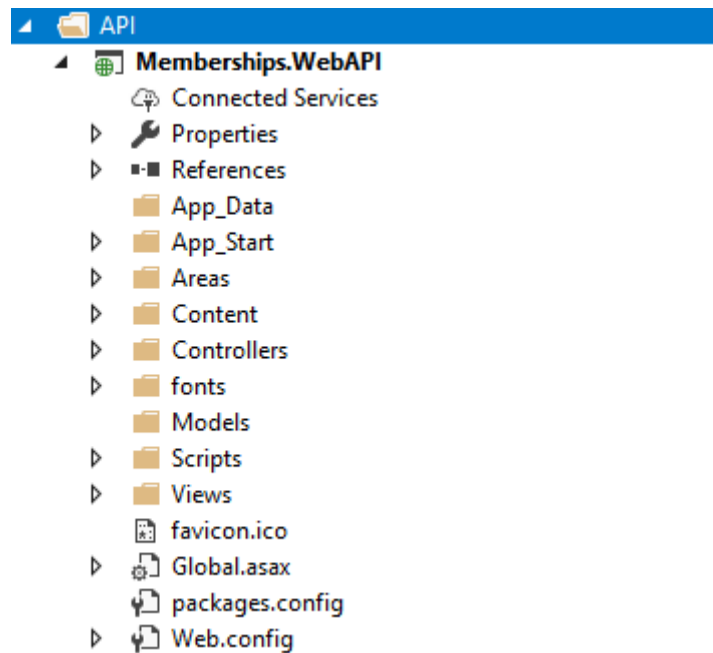 API
Memberships.WebAPI
Connected Services
Properties
References
App_Data
App_Start
Areas
Content
Controllers
fonts
Models
Scripts
Views
favicon.ico
Global.asax
packages.config
Web.config